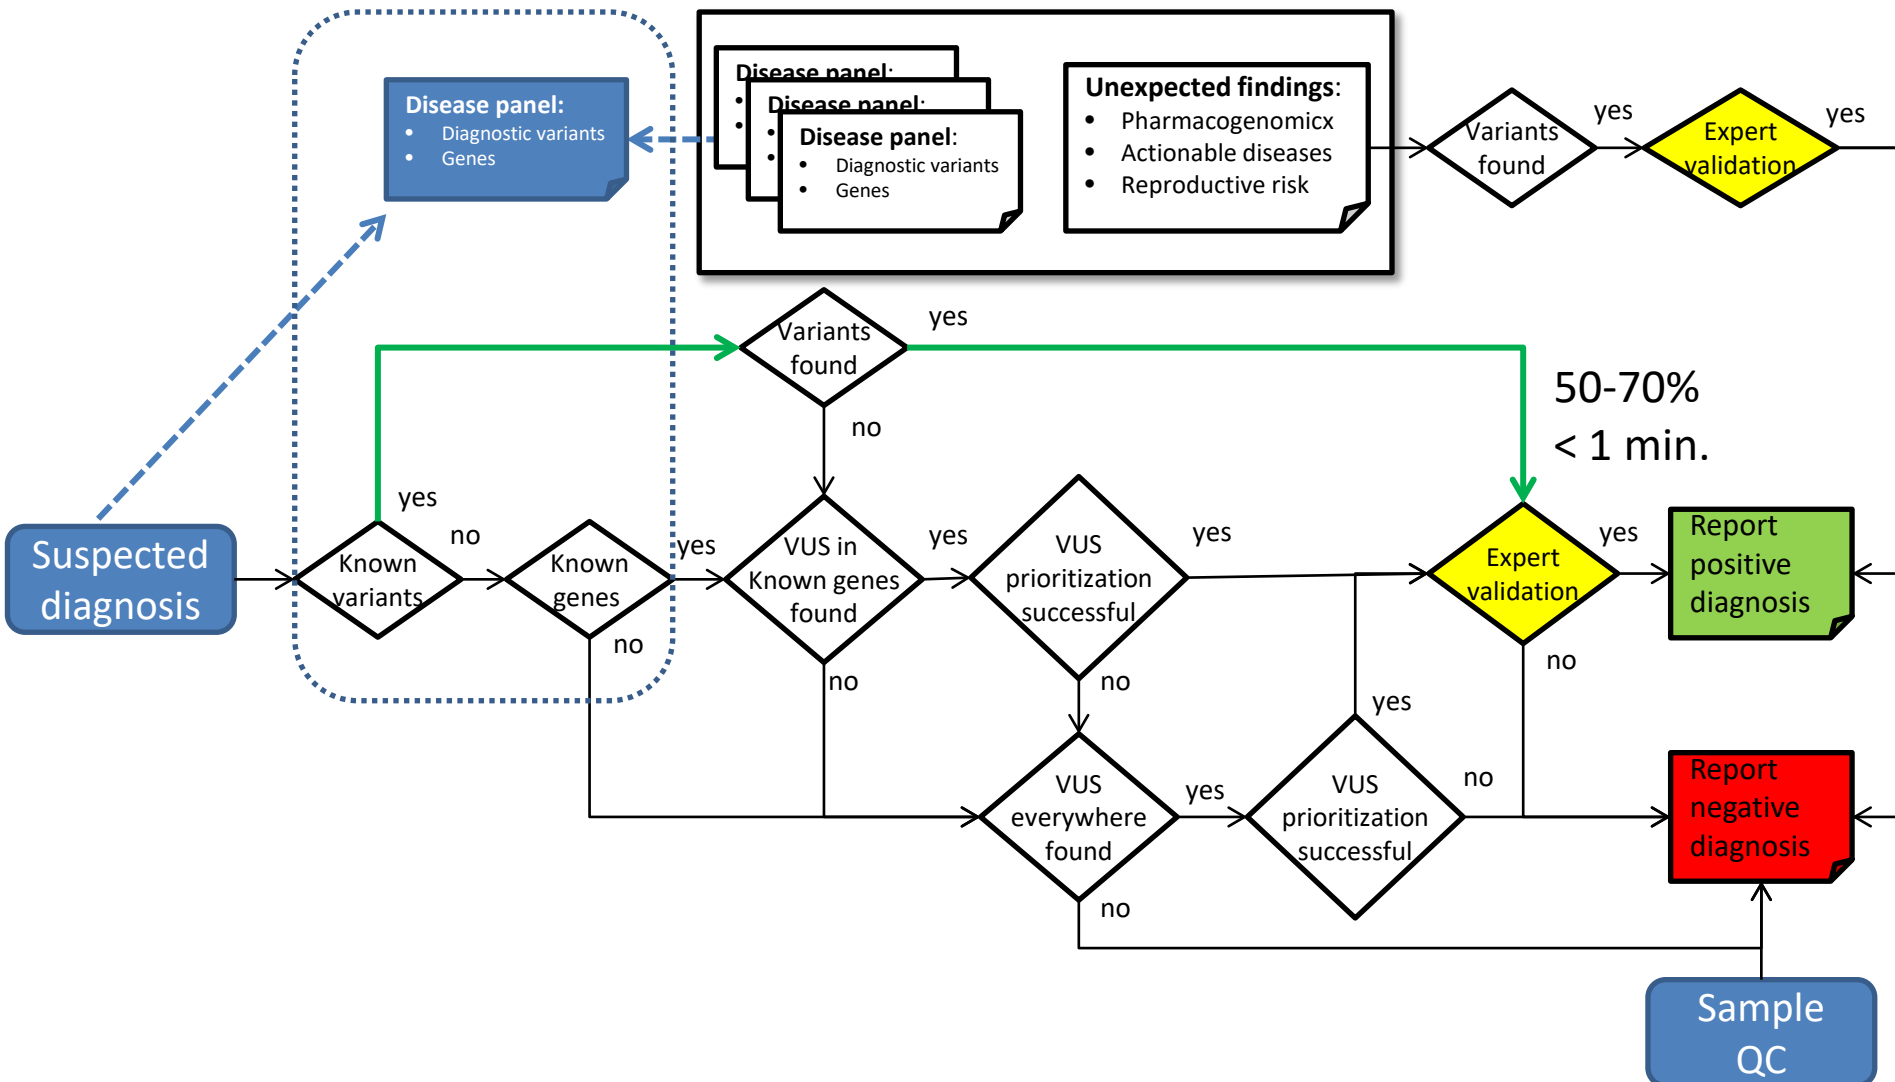 Disease panel:
• Diagnostic variants
• Genes
Disease panel:
•
•
Disease panel:
•
•
Disease panel:
• Diagnostic variants
• Genes
Unexpected findings:
• Pharmacogenomicx
• Actionable diseases
• Reproductive risk
Variants
found
yes
Expert
validation
yes
Variants
found
yes
no
50-70%
< 1 min.
Suspected
diagnosis
Known
variants
yes
no
Known
genes
yes
no
VUS in
Known genes
found
yes
no
VUS
prioritization
successful
yes
no
Expert
validation
yes
no
Report
positive
diagnosis
VUS
everywhere
found
yes
no
VUS
prioritization
successful
yes
no
Report
negative
diagnosis
Sample
QC